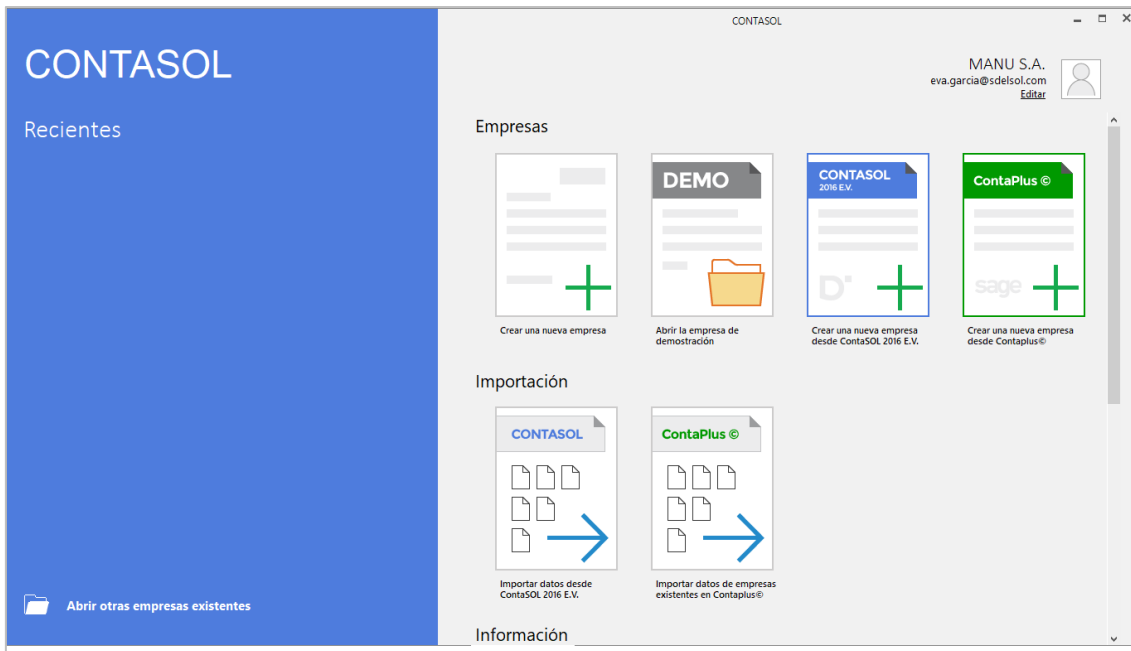 CONTASOL
CONTASOL
MANU S.A.
eva.garcia@sdelsol.com
Editar
Recientes
Empresas
DEMO
CONTASOL
2016 E.V.
ContaPlus ©
D
sage
Crear una nueva empresa
Abrir la empresa de
demostración
Crear una nueva empresa
desde ContaSOL 2016 E.V.
Crear una nueva empresa
desde Contaplus©
Importación
CONTASOL
ContaPlus ©
Importar datos desde
ContaSOL 2016 E.V.
Importar datos de empresas
existentes en Contaplus©
Abrir otras empresas existentes
Información